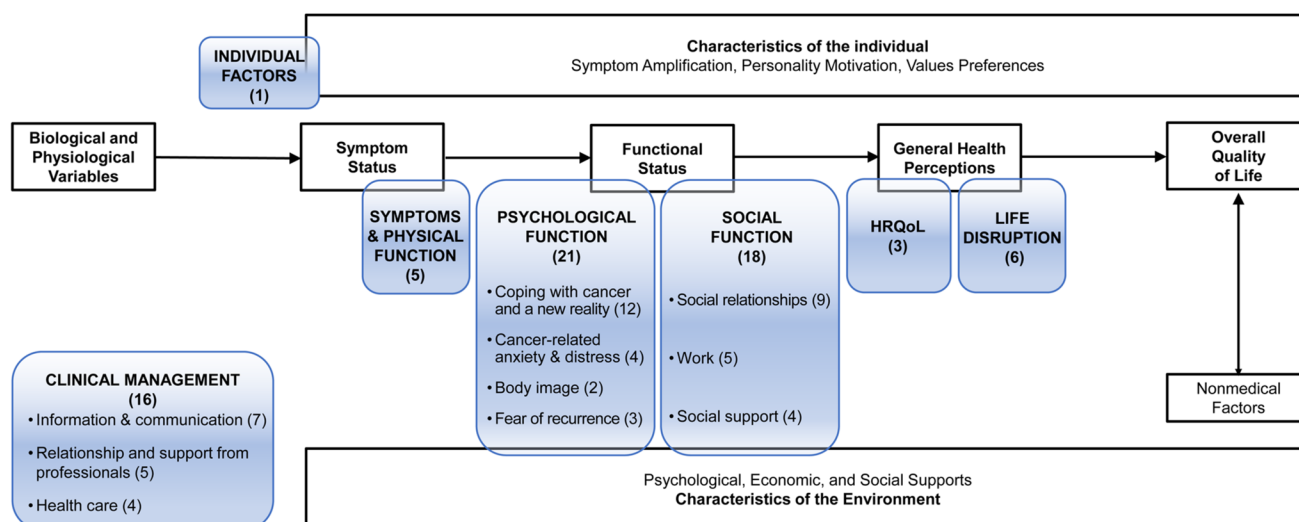 Characteristics of the individual
Symptom Amplification, Personality Motivation, Values Preferences
INDIVIDUAL
FACTORS
(1)
Biological and
Physiological
Variables
Symptom
Status
Functional
Status
General Health
Perceptions
Overall
Quality
of Life
SYMPTOMS
& PHYSICAL
FUNCTION
(5)
PSYCHOLOGICAL
FUNCTION
(21)
• Coping with cancer
and a new reality (12)
• Cancer-related
anxiety & distress (4)
• Body image (2)
• Fear of recurrence (3)
SOCIAL
FUNCTION
(18)
• Social relationships (9)
• Work (5)
• Social support (4)
HRQoL
(3)
LIFE
DISRUPTION
(6)
CLINICAL MANAGEMENT
(16)
• Information & communication (7)
• Relationship and support from
professionals (5)
• Health care (4)
Nonmedical
Factors
Psychological, Economic, and Social Supports
Characteristics of the Environment